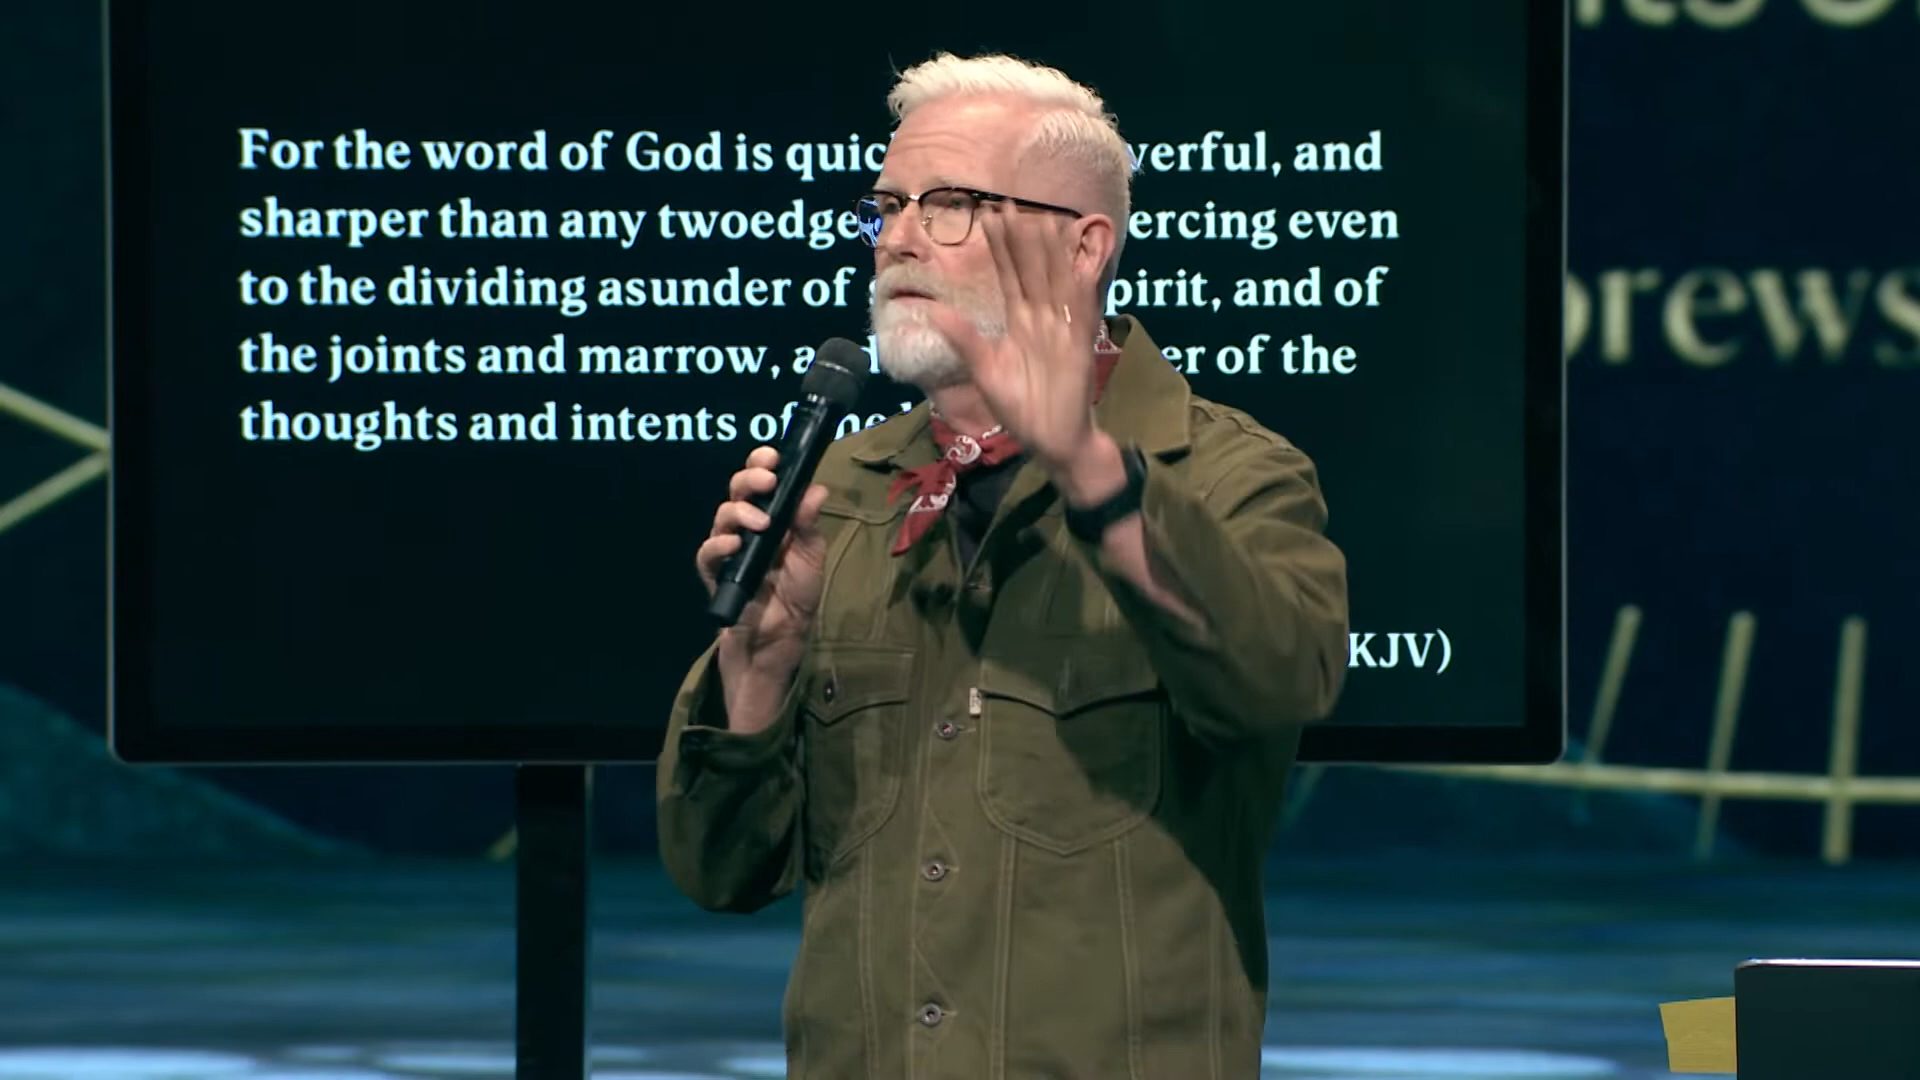 For the word of God is quic verful, and
sharper than any twoedge ercing even
to the dividing asunder of pirit, and of
the joints and marrow, a er of the
thoughts and intents of
KJV)
brews